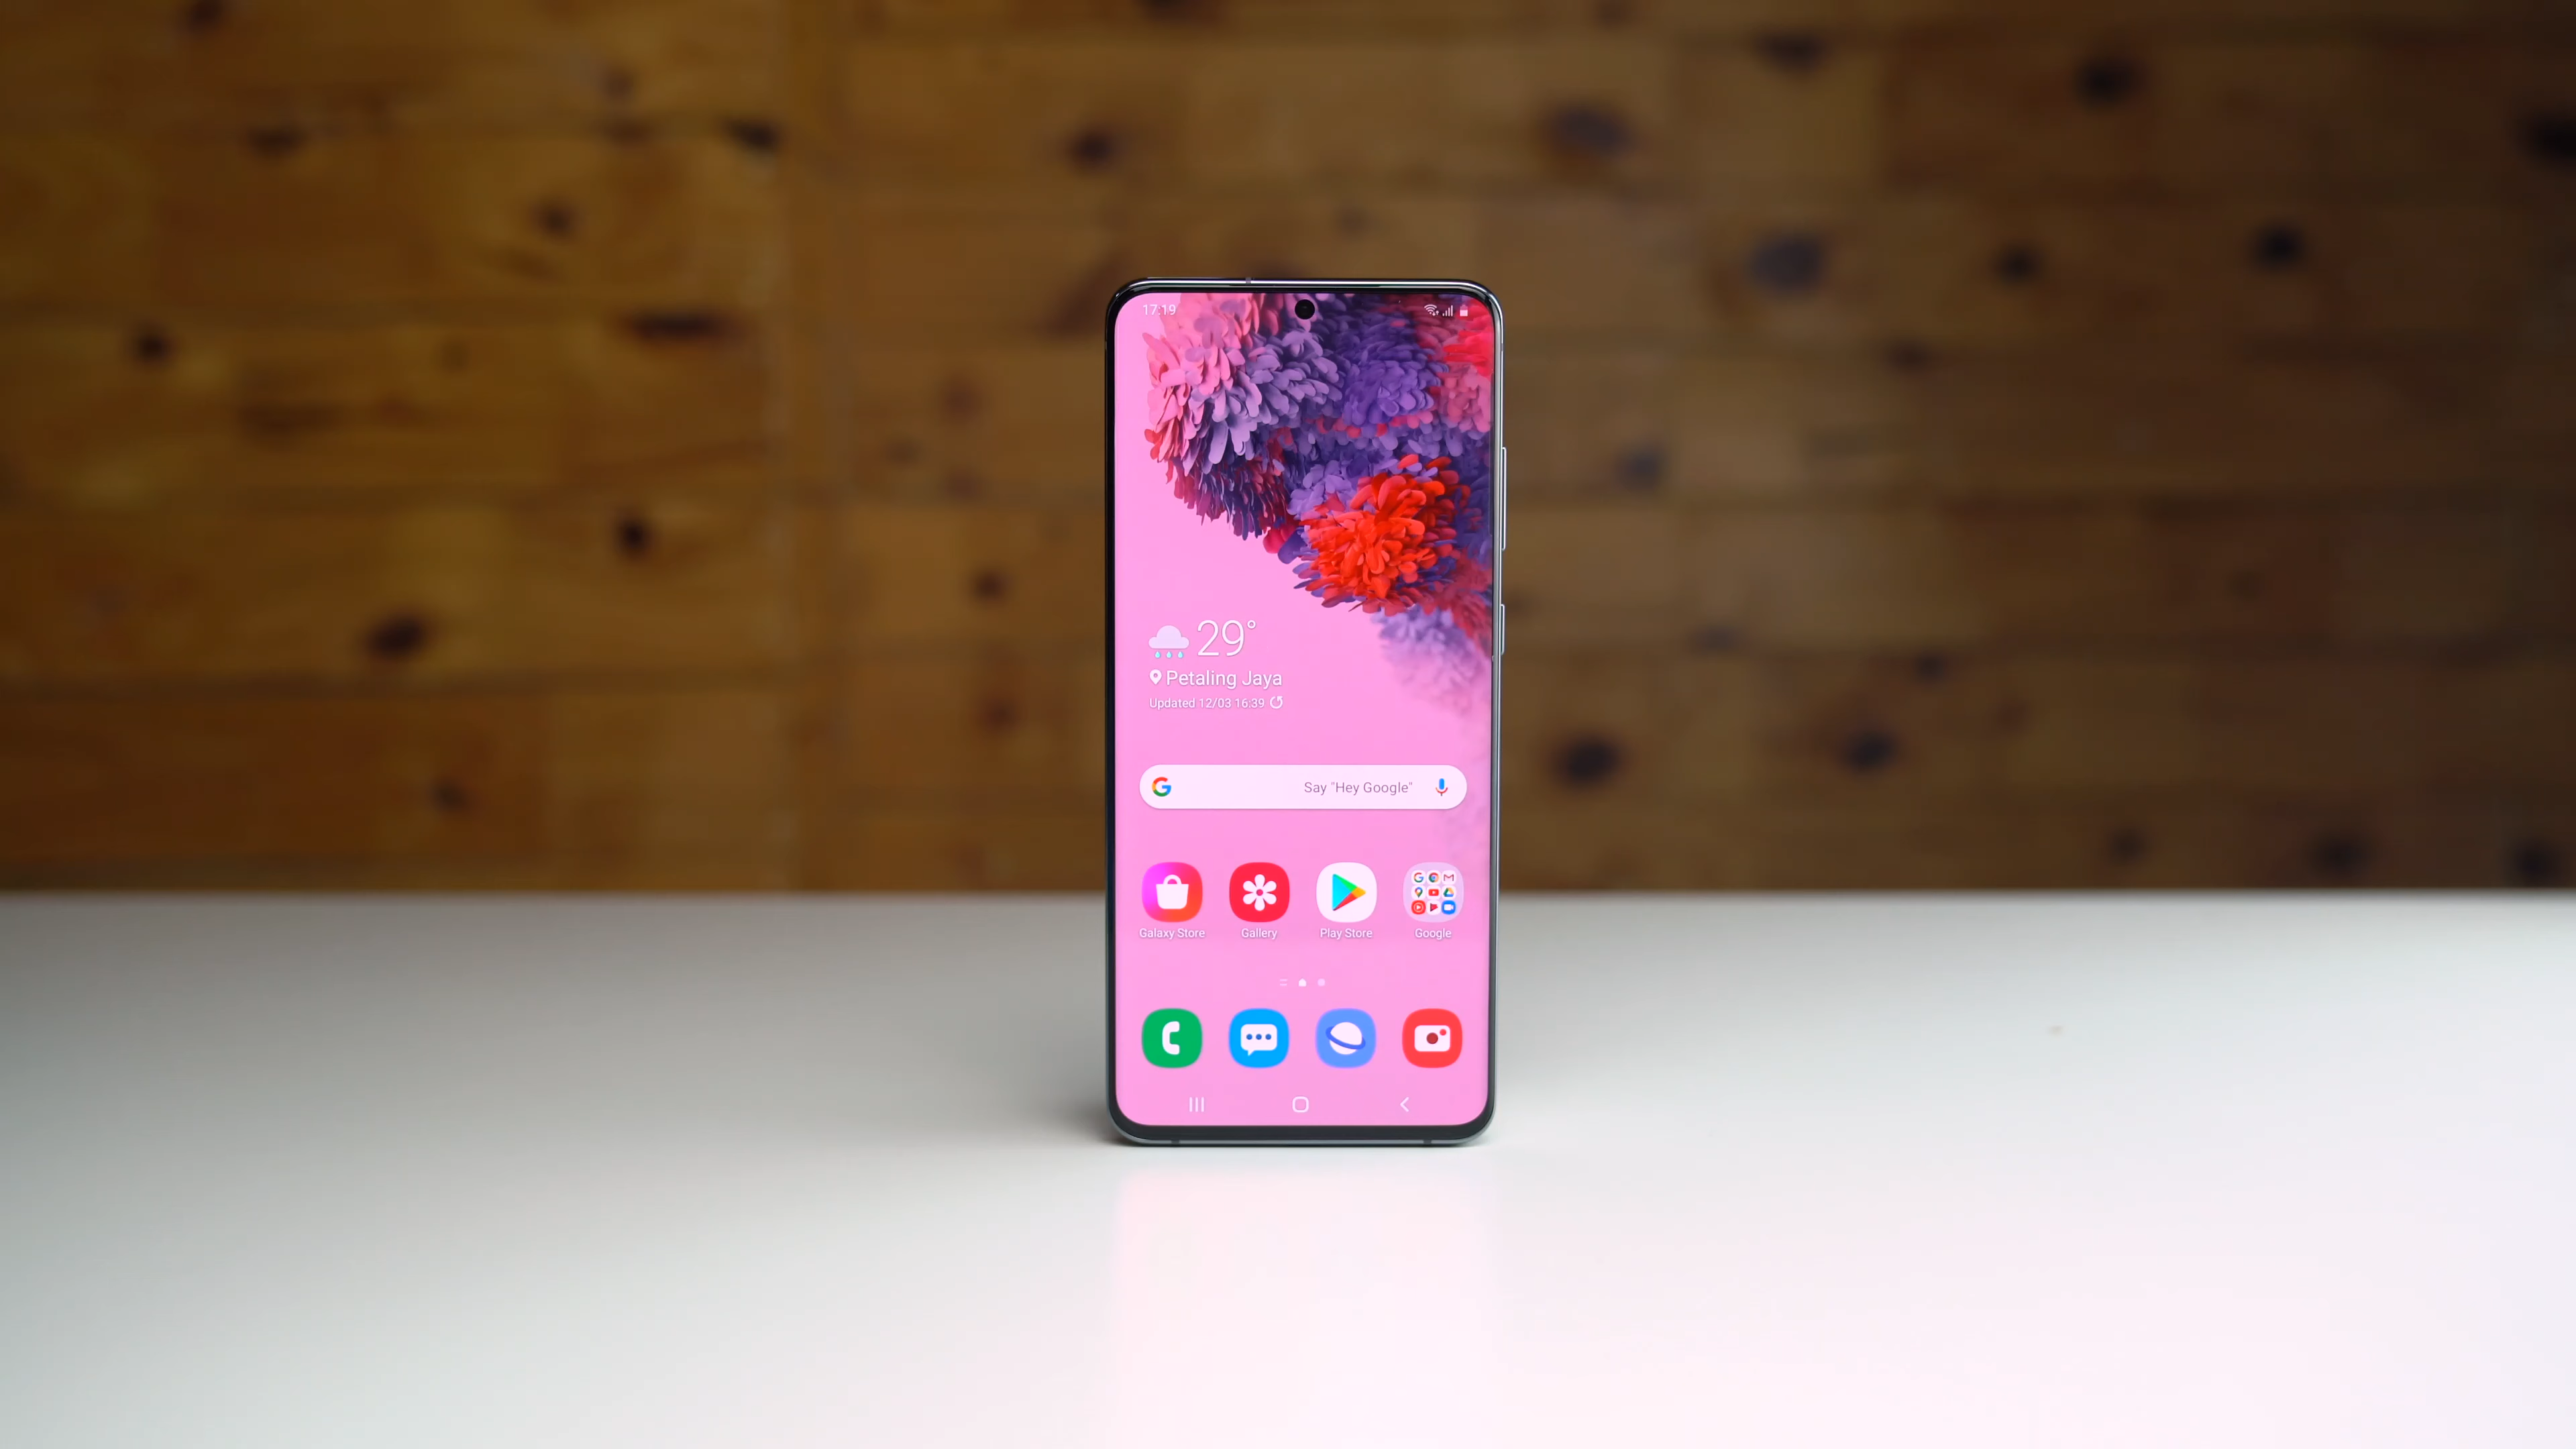 17:19
29°
Petaling Jaya
Updated 12/03 16:39
Say "Hey Google"
Galaxy Store
Gallery
Play Store
Google